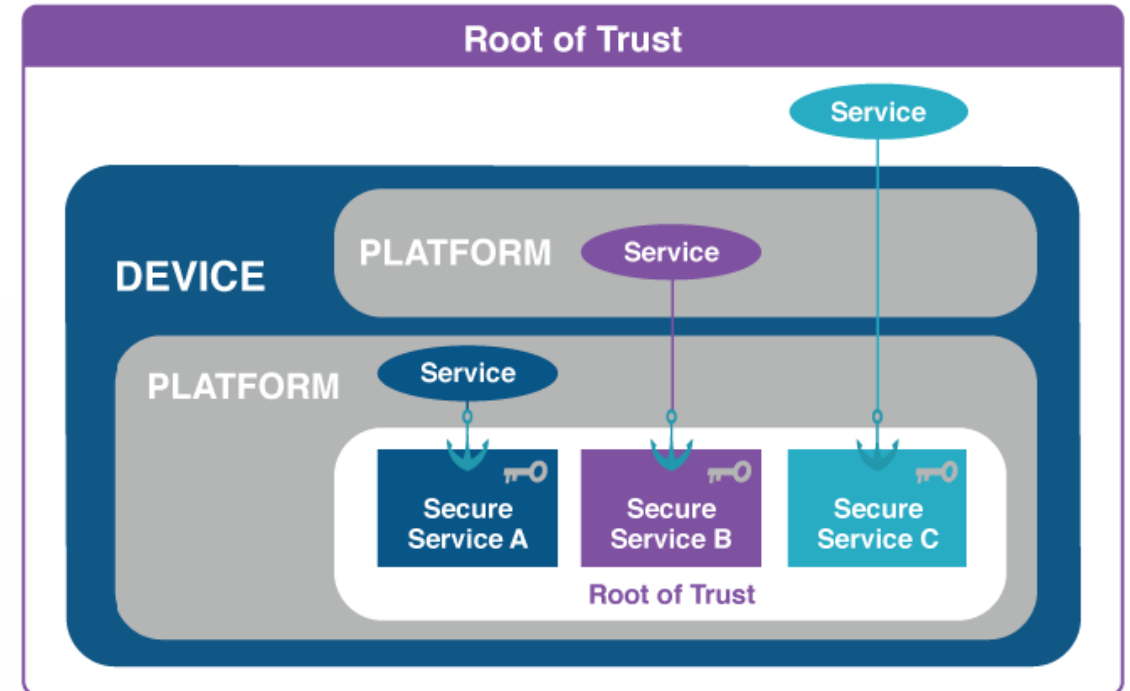 Root of Trust
Service
PLATFORM
Service
DEVICE
PLATFORM
Service
Secure
Service A
Secure
Service B
Secure
Service C
Root of Trust